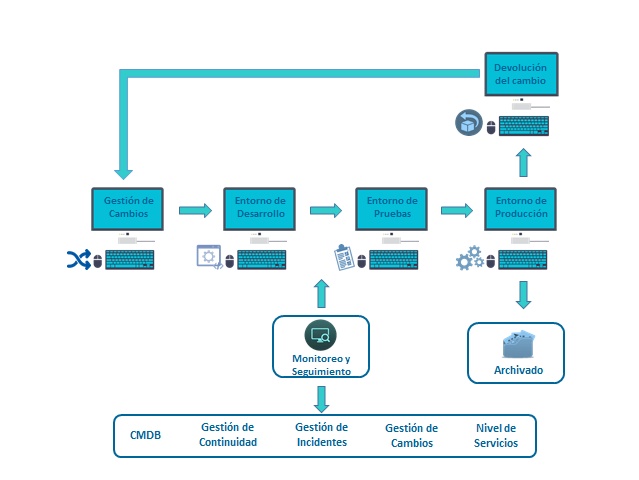 Devolución
del cambio
Gestión de
Cambios
Entorno de
Desarrollo
Entorno de
Pruebas
Entorno de
Producción
Monitoreo y
Seguimiento
Archivado
CMDB
Gestión de
Continuidad
Gestión de
Incidentes
Gestión de
Cambios
Nivel de
Servicios